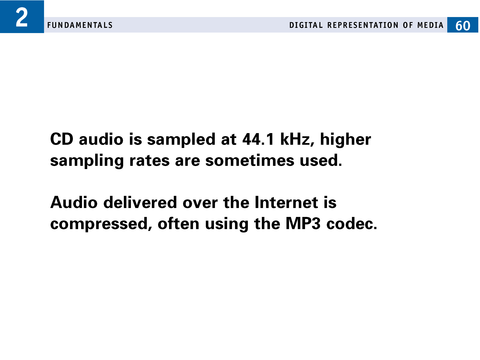 2
FUNDAMENTALS
DIGITAL REPRESENTATION OF MEDIA 60
CD audio is sampled at 44.1 kHz, higher
sampling rates are sometimes used.
Audio delivered over the Internet is
compressed, often using the MP3 codec.